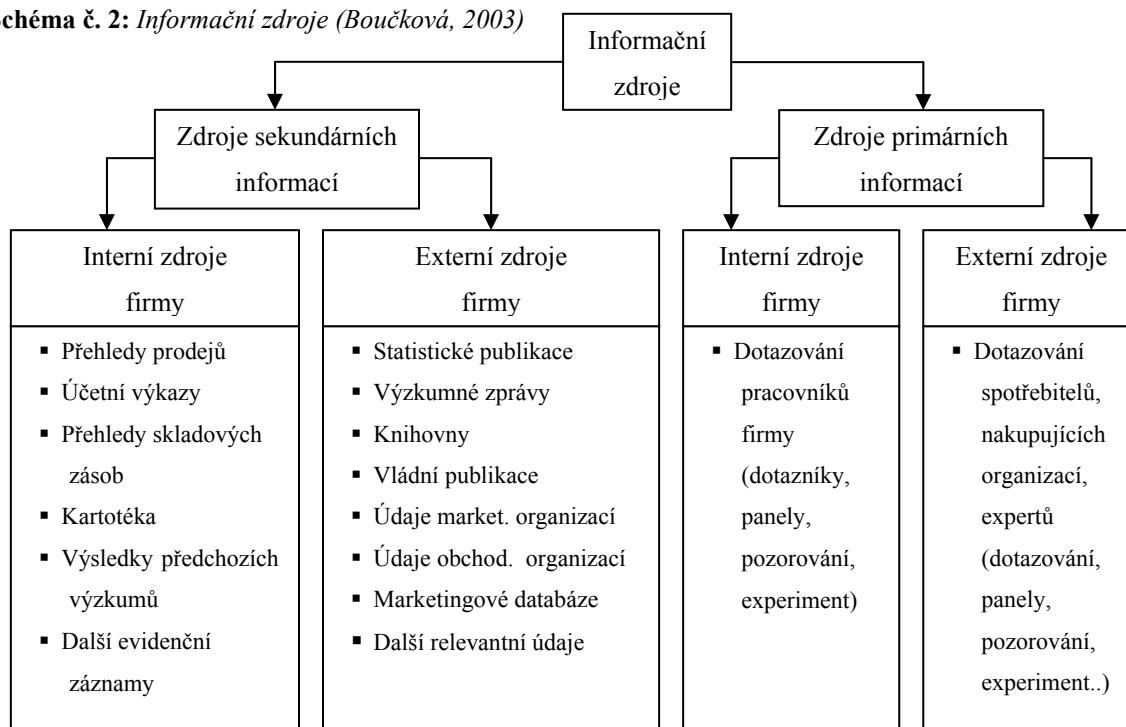 chéma č. 2: Informační zdroje (Boučková, 2003)
Informační
zdroje
Zdroje sekundárních
informací
Zdroje primárních
informací
Interní zdroje
firmy
▪ Přehledy prodejů
▪ Účetní výkazy
▪ Přehledy skladových
zásob
▪ Kartotéka
▪ Výsledky předchozích
výzkumů
▪ Další evidenční
záznamy
Externí zdroje
firmy
▪ Statistické publikace
▪ Výzkumné zprávy
▪ Knihovny
▪ Vládní publikace
▪ Údaje market. organizací
▪ Údaje obchod. organizací
▪ Marketingové databáze
▪ Další relevantní údaje
Interní zdroje
firmy
▪ Dotazování
pracovníků
firmy
(dotazníky,
panely,
pozorování,
experiment)
Externí zdroje
firmy
▪ Dotazování
spotřebitelů,
nakupujících
organizací,
expertů
(dotazování,
panely,
pozorování,
experiment..)